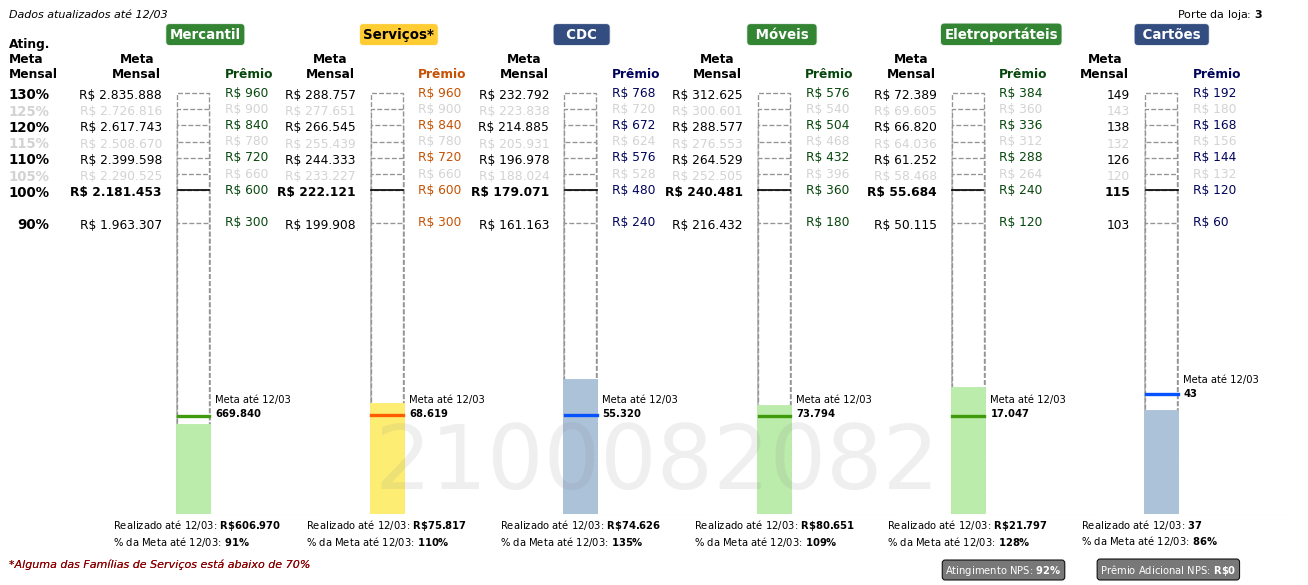 Dados atualizados até 12/03
Porte da loja: 3
Mercantil Serviços* CDC Móveis Eletroportáteis Cartões
Ating. Meta Mensal
Meta Mensal Prêmio Meta Mensal Prêmio Meta Mensal Prêmio Meta Mensal Prêmio Meta Mensal Prêmio Meta Mensal Prêmio
130% R$ 2.835.888 R$ 960 R$ 288.757 R$ 960 R$ 232.792 R$ 768 R$ 312.625 R$ 576 R$ 72.389 R$ 384 149 R$ 192
125% R$ 2.726.816 R$ 900 R$ 277.651 R$ 900 R$ 223.838 R$ 720 R$ 300.601 R$ 540 R$ 69.605 R$ 360 143 R$ 180
120% R$ 2.617.743 R$ 840 R$ 266.545 R$ 840 R$ 214.885 R$ 672 R$ 288.577 R$ 504 R$ 66.820 R$ 336 138 R$ 168
115% R$ 2.508.670 R$ 780 R$ 255.439 R$ 780 R$ 205.931 R$ 624 R$ 276.553 R$ 468 R$ 64.036 R$ 312 132 R$ 156
110% R$ 2.399.598 R$ 720 R$ 244.333 R$ 720 R$ 196.978 R$ 576 R$ 264.529 R$ 432 R$ 61.252 R$ 288 126 R$ 144
105% R$ 2.290.525 R$ 660 R$ 233.227 R$ 660 R$ 188.024 R$ 528 R$ 252.505 R$ 396 R$ 58.468 R$ 264 120 R$ 132
100% R$ 2.181.453 R$ 600 R$ 222.121 R$ 600 R$ 179.071 R$ 480 R$ 240.481 R$ 360 R$ 55.684 R$ 240 115 R$ 120
90% R$ 1.963.307 R$ 300 R$ 199.908 R$ 300 R$ 161.163 R$ 240 R$ 216.432 R$ 180 R$ 50.115 R$ 120 103 R$ 60
Meta até 12/03 Meta até 12/03 Meta até 12/03 Meta até 12/03 Meta até 12/03 Meta até 12/03
669.840 68.619 55.320 73.794 17.047 43
2100082082
Realizado até 12/03: R$606.970 Realizado até 12/03: R$75.817 Realizado até 12/03: R$74.626 Realizado até 12/03: R$80.651 Realizado até 12/03: R$21.797 Realizado até 12/03: 37
% da Meta até 12/03: 91% % da Meta até 12/03: 110% % da Meta até 12/03: 135% % da Meta até 12/03: 109% % da Meta até 12/03: 128% % da Meta até 12/03: 86%
*Alguma das Famílias de Serviços está abaixo de 70%
Atingimento NPS: 92% Prêmio Adicional NPS: R$0